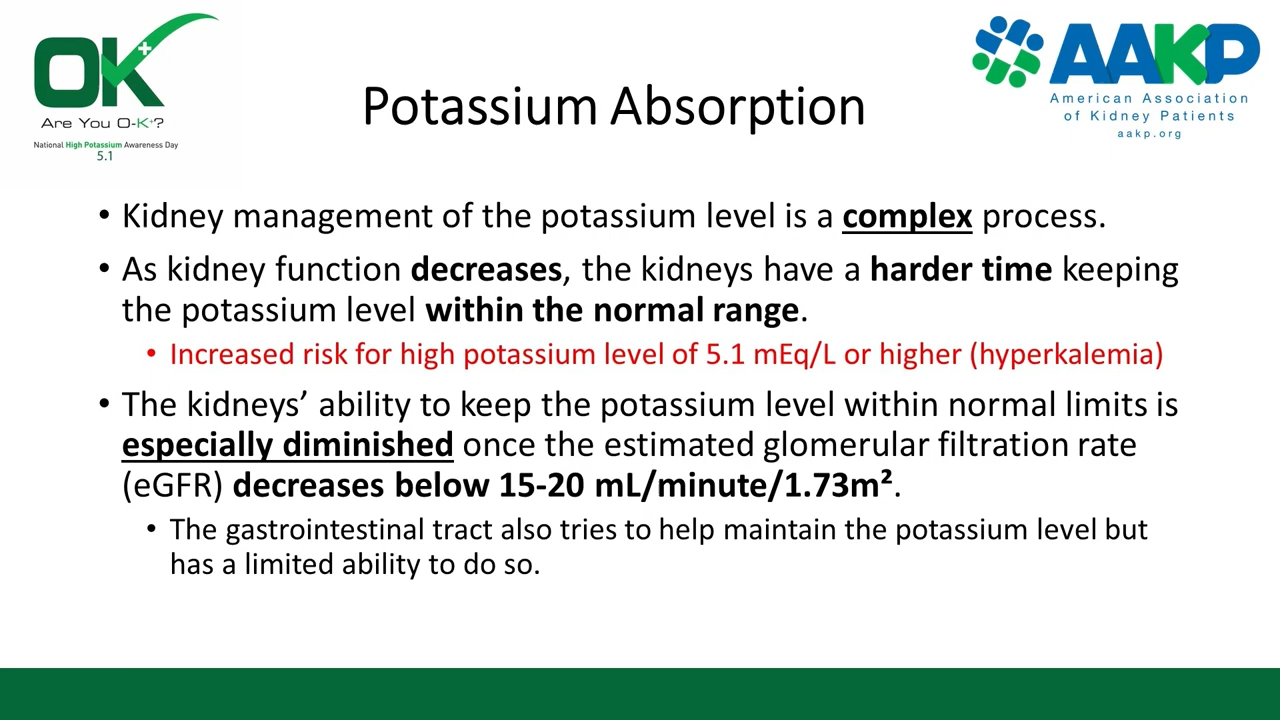 OK+
Are You O-K+?
National High Potassium Awareness Day
5.1
AAKP
American Association
of Kidney Patients
aakp.org
Potassium Absorption
• Kidney management of the potassium level is a complex process.
• As kidney function decreases, the kidneys have a harder time keeping
the potassium level within the normal range.
• Increased risk for high potassium level of 5.1 mEq/L or higher (hyperkalemia)
• The kidneys’ ability to keep the potassium level within normal limits is
especially diminished once the estimated glomerular filtration rate
(eGFR) decreases below 15-20 mL/minute/1.73m².
• The gastrointestinal tract also tries to help maintain the potassium level but
has a limited ability to do so.